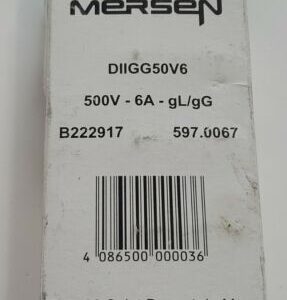 MERSEN
DIIGG50V6
500V - 6A - gL/gG
B222917 597.0067
4 086500 000036